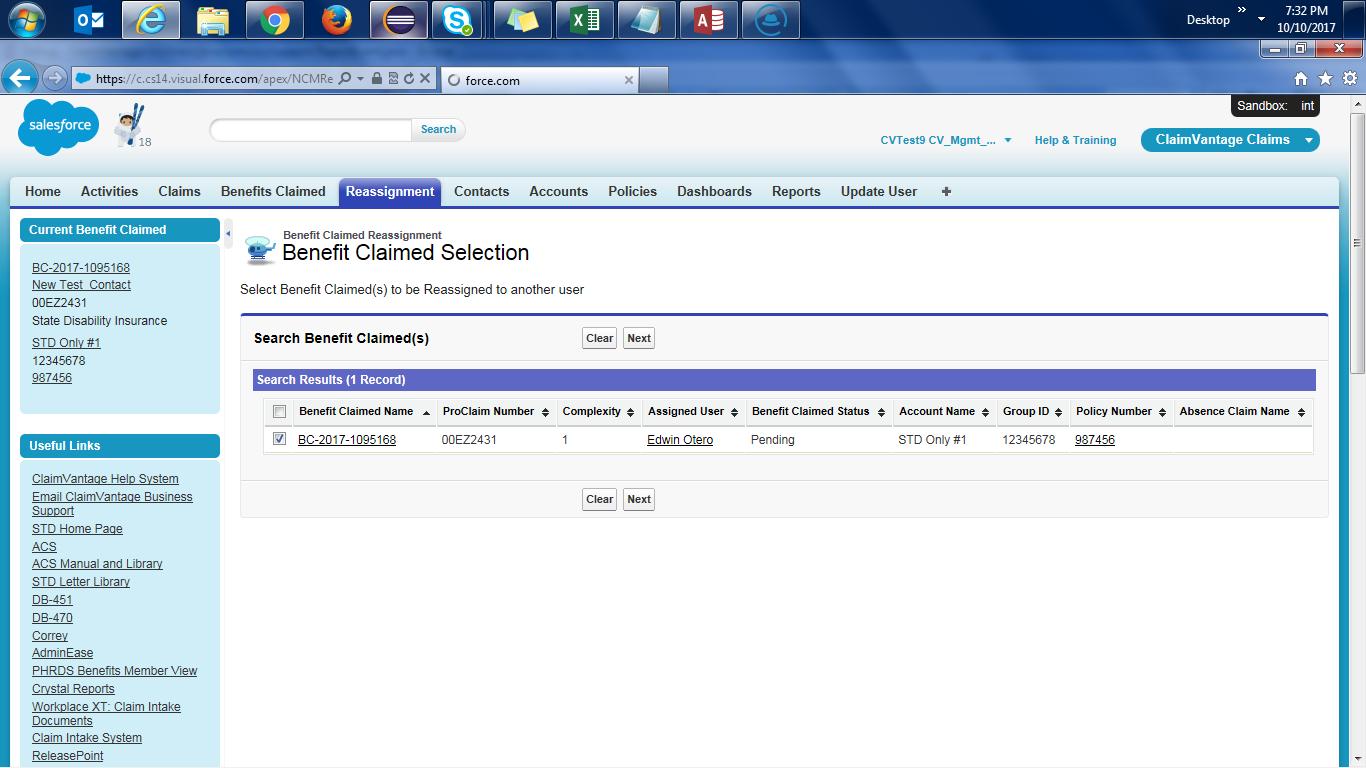 Desktop » 7:32 PM
10/10/2017
https://c.cs14.visual.force.com/apex/NCMRe
force.com
Sandbox: int
salesforce
18
Search
CVTest9 CV_Mgmt_...
Help & Training
ClaimVantage Claims
Home Activities Claims Benefits Claimed Reassignment Contacts Accounts Policies Dashboards Reports Update User +
Current Benefit Claimed
BC-2017-1095168
New Test_Contact
00EZ2431
State Disability Insurance
STD Only #1
12345678
987456
Useful Links
ClaimVantage Help System
Email ClaimVantage Business
Support
STD Home Page
ACS
ACS Manual and Library
STD Letter Library
DB-451
DB-470
Correy
AdminEase
PHRDS Benefits Member View
Crystal Reports
Workplace XT: Claim Intake
Documents
Claim Intake System
ReleasePoint
Benefit Claimed Reassignment
Benefit Claimed Selection
Select Benefit Claimed(s) to be Reassigned to another user
Search Benefit Claimed(s) Clear Next
Search Results (1 Record)
Benefit Claimed Name ProClaim Number Complexity Assigned User Benefit Claimed Status Account Name Group ID Policy Number Absence Claim Name
BC-2017-1095168 00EZ2431 1 Edwin Otero Pending STD Only #1 12345678 987456
Clear Next